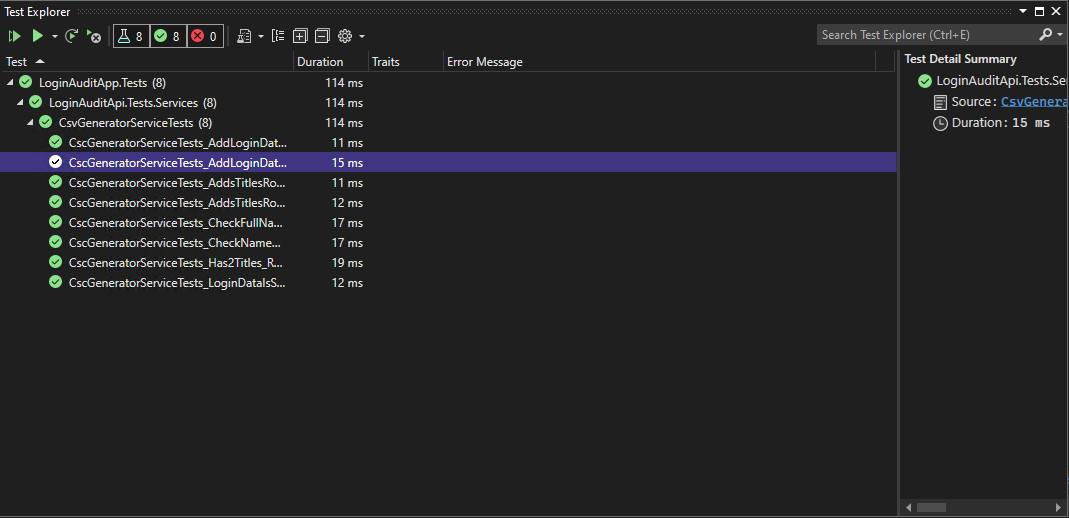 Test Explorer
8 8 0
Search Test Explorer (Ctrl+E)
Test Duration Traits Error Message
LoginAuditApp.Tests (8) 114 ms
LoginAuditApi.Tests.Services (8) 114 ms
CsvGeneratorServiceTests (8) 114 ms
CscGeneratorServiceTests_AddLoginDat... 11 ms
CscGeneratorServiceTests_AddLoginDat... 15 ms
CscGeneratorServiceTests_AddsTitlesRo... 11 ms
CscGeneratorServiceTests_AddsTitlesRo... 12 ms
CscGeneratorServiceTests_CheckFullNa... 17 ms
CscGeneratorServiceTests_CheckName... 17 ms
CscGeneratorServiceTests_Has2Titles_R... 19 ms
CscGeneratorServiceTests_LoginDataIsS... 12 ms
Test Detail Summary
LoginAuditApi.Tests.Se
Source: CsvGenera
Duration: 15 ms